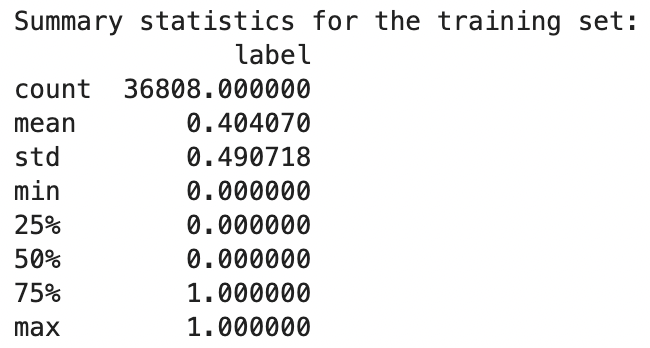 Summary statistics for the training set:
label
count 36808.000000
mean 0.404070
std 0.490718
min 0.000000
25% 0.000000
50% 0.000000
75% 1.000000
max 1.000000